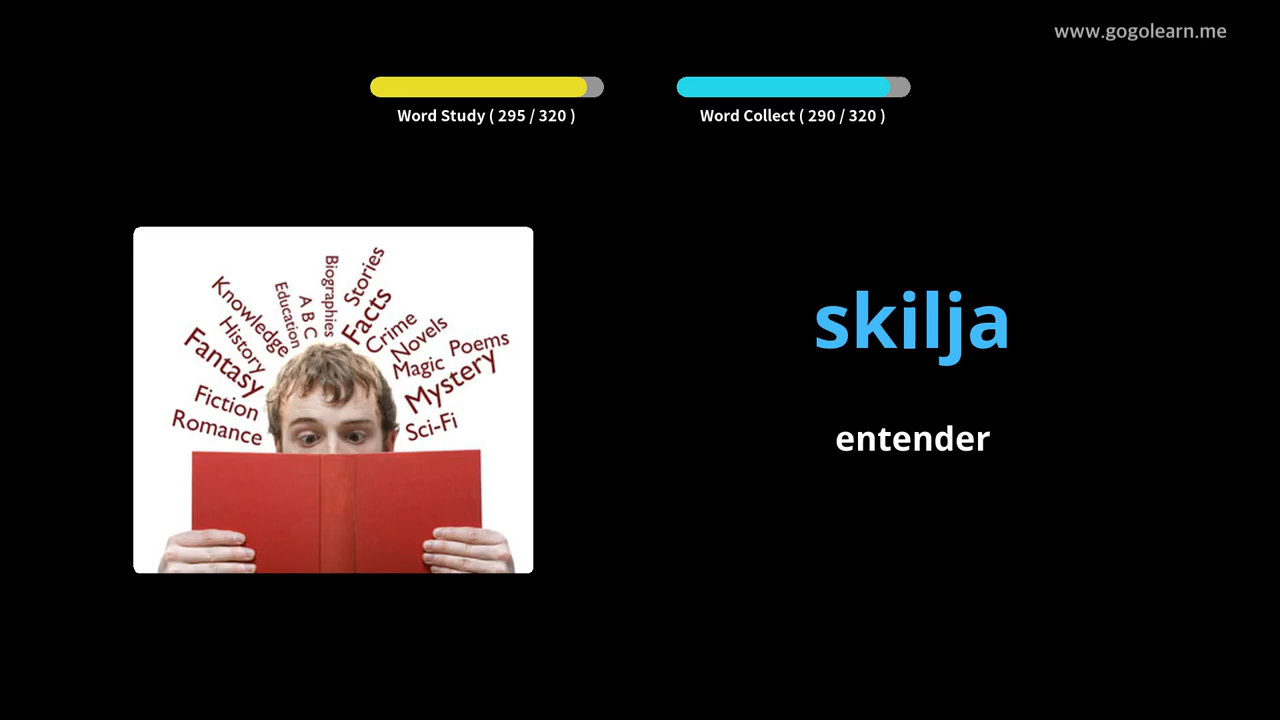 www.gogolearn.me
Word Study ( 295 / 320 )
Word Collect ( 290 / 320 )
Biographies
Stories
Education
A B C
Facts
Knowledge
History
Crime
Novels
Fantasy
Magic
Poems
Mystery
Fiction
Romance
Sci-Fi
skilja
entender